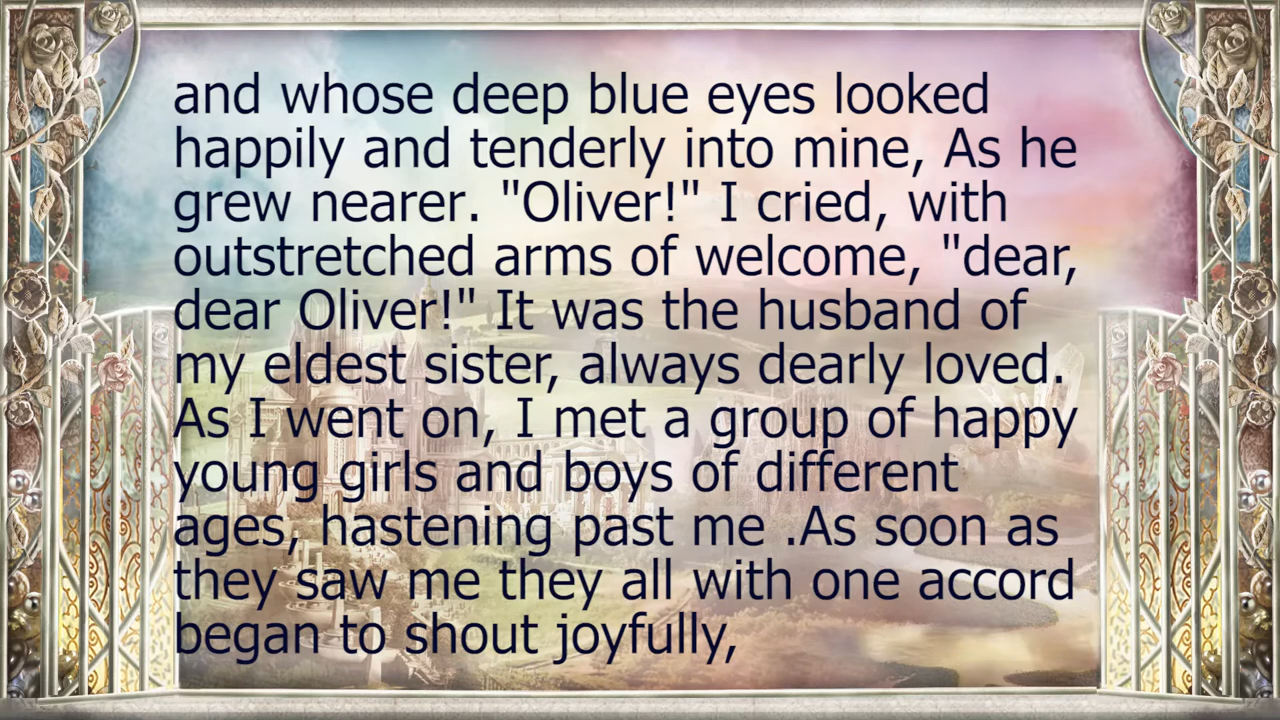 and whose deep blue eyes looked
happily and tenderly into mine, As he
grew nearer. "Oliver!" I cried, with
outstretched arms of welcome, "dear,
dear Oliver!" It was the husband of
my eldest sister, always dearly loved.
As I went on, I met a group of happy
young girls and boys of different
ages, hastening past me .As soon as
they saw me they all with one accord
began to shout joyfully,